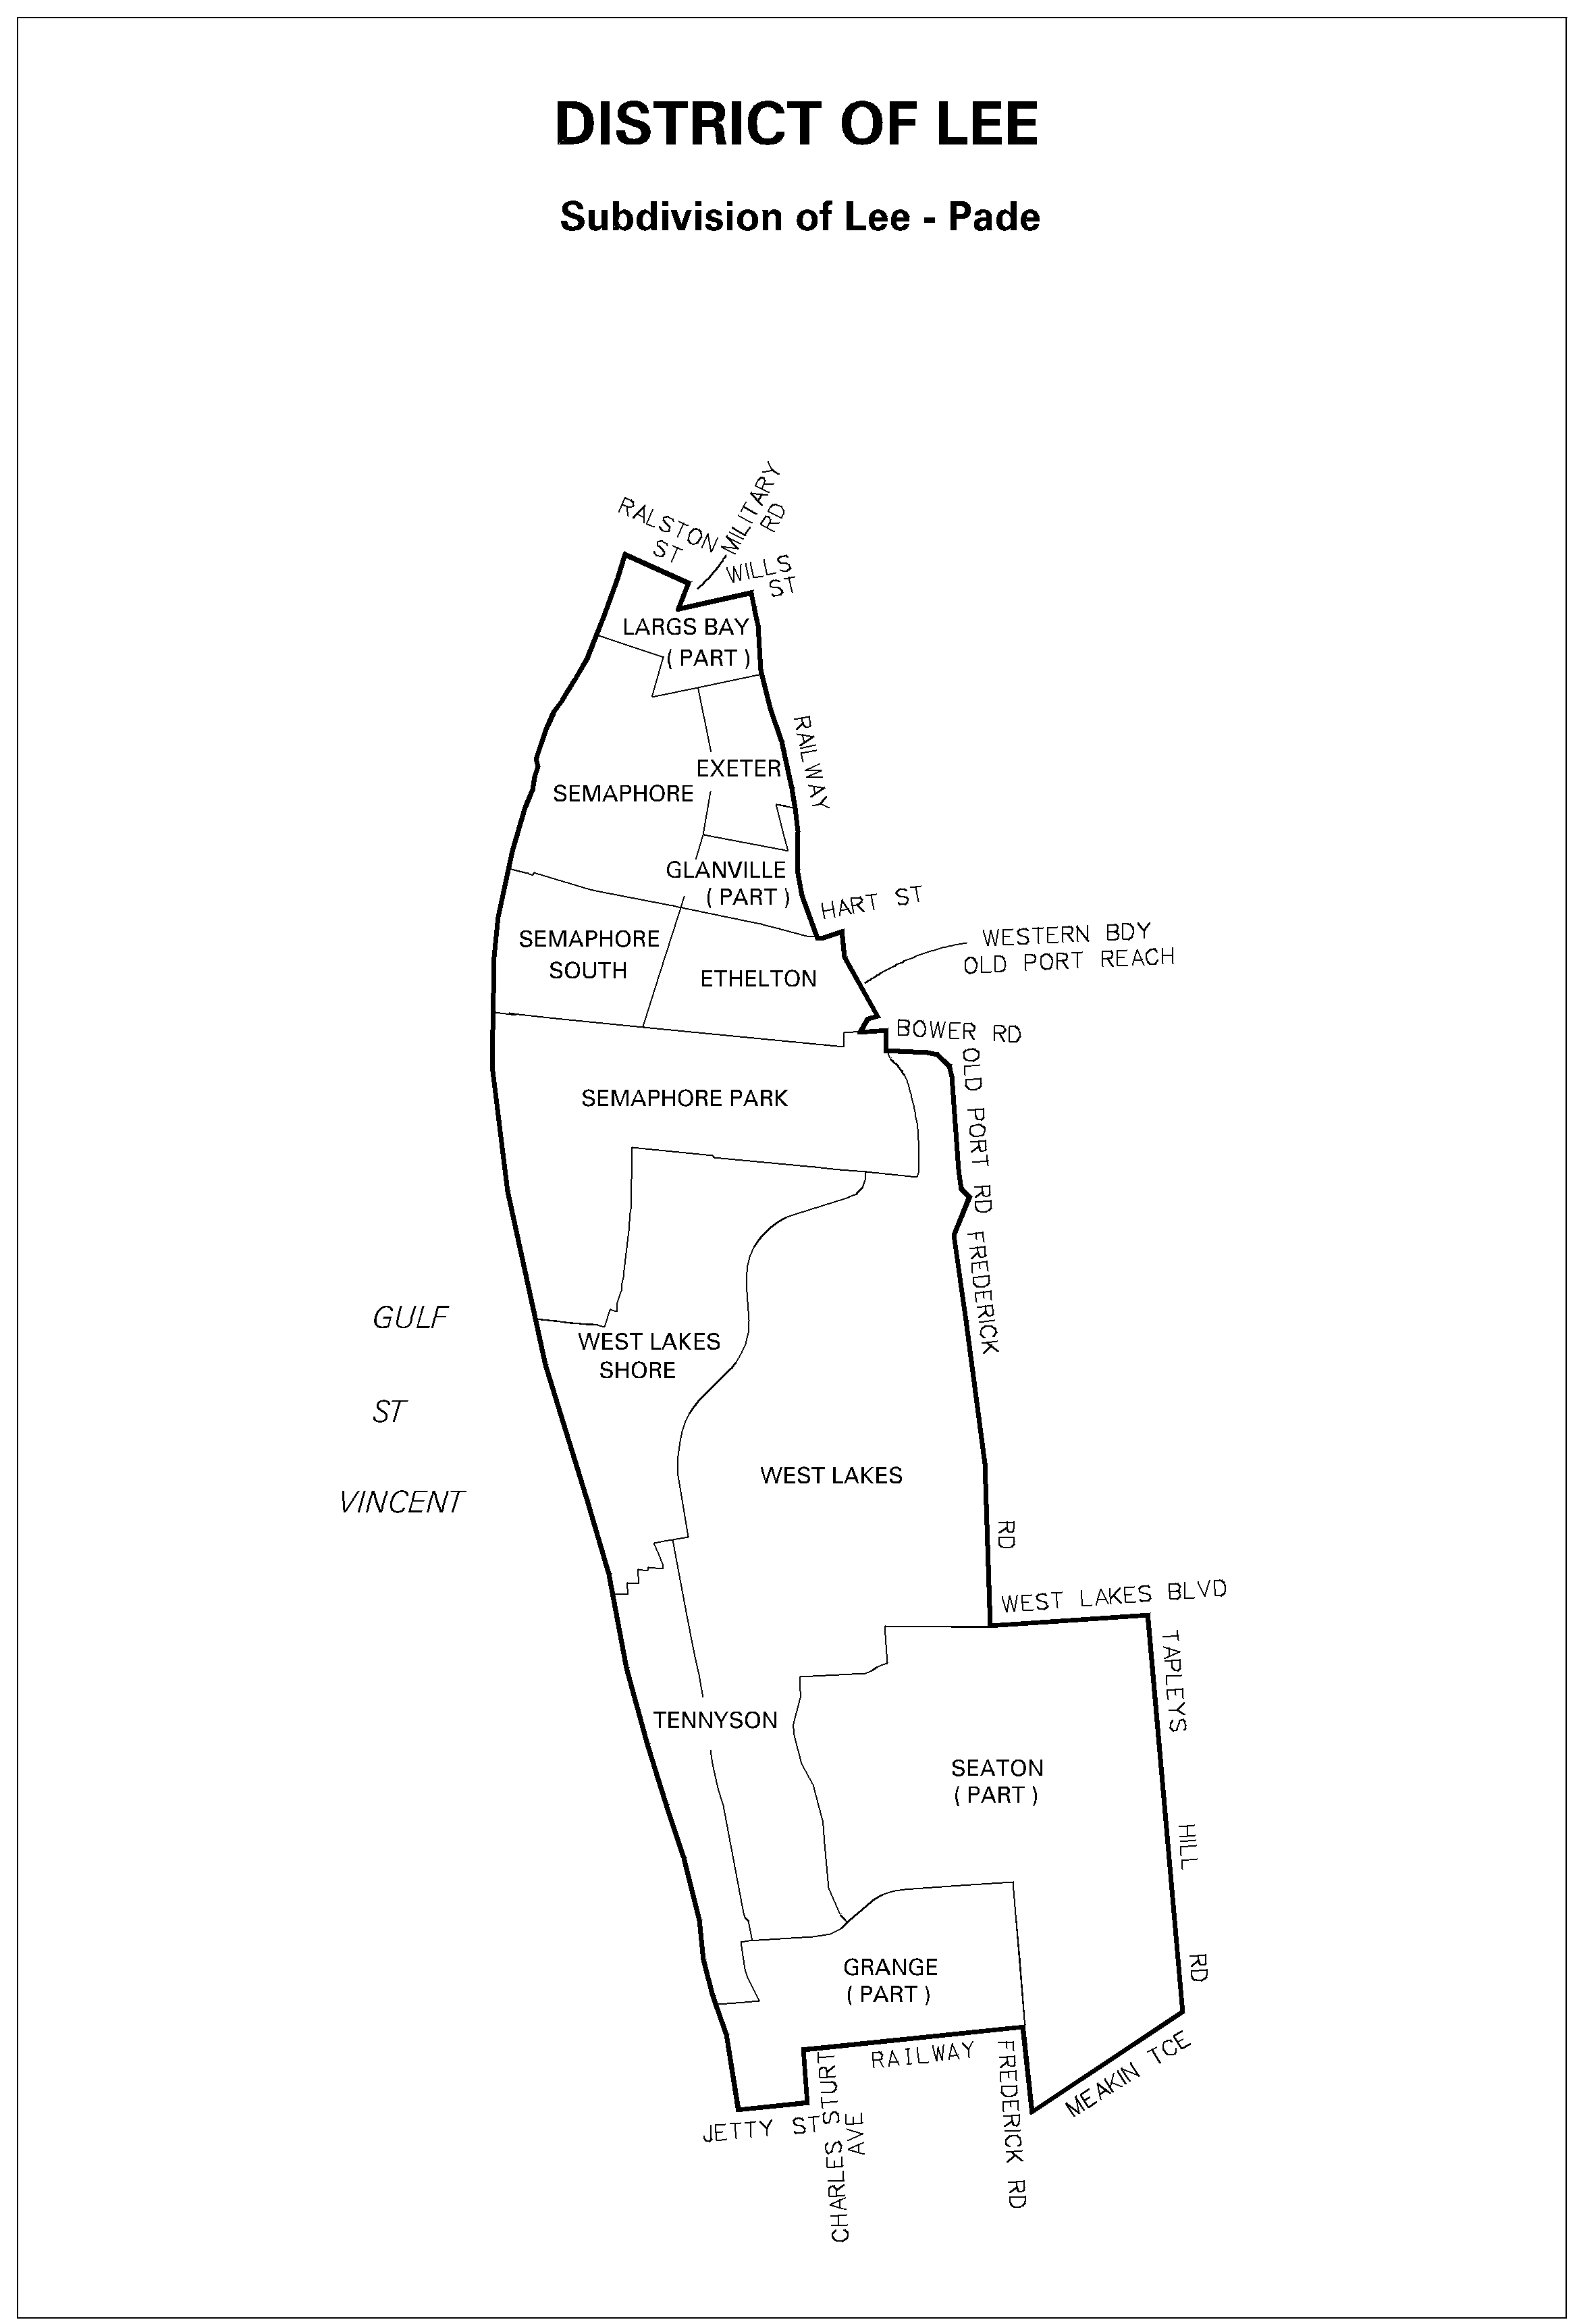 DISTRICT OF LEE
Subdivision of Lee - Pade
MILITARY
RD
RALSTON
ST
WILLS
ST
LARGS BAY
( PART )
RAILWAY
EXETER
SEMAPHORE
GLANVILLE
( PART )
HART ST
WESTERN BDY
OLD PORT REACH
SEMAPHORE
SOUTH
ETHELTON
BOWER RD
OLD PORT RD
SEMAPHORE PARK
FREDERICK
RD
GULF
ST
VINCENT
WEST LAKES
SHORE
WEST LAKES
WEST LAKES BLVD
TAPLEYS
HILL
RD
TENNYSON
SEATON
( PART )
GRANGE
( PART )
RAILWAY
MEAKIN TCE
JETTY ST
CHARLES STURT
AVE
FREDERICK RD